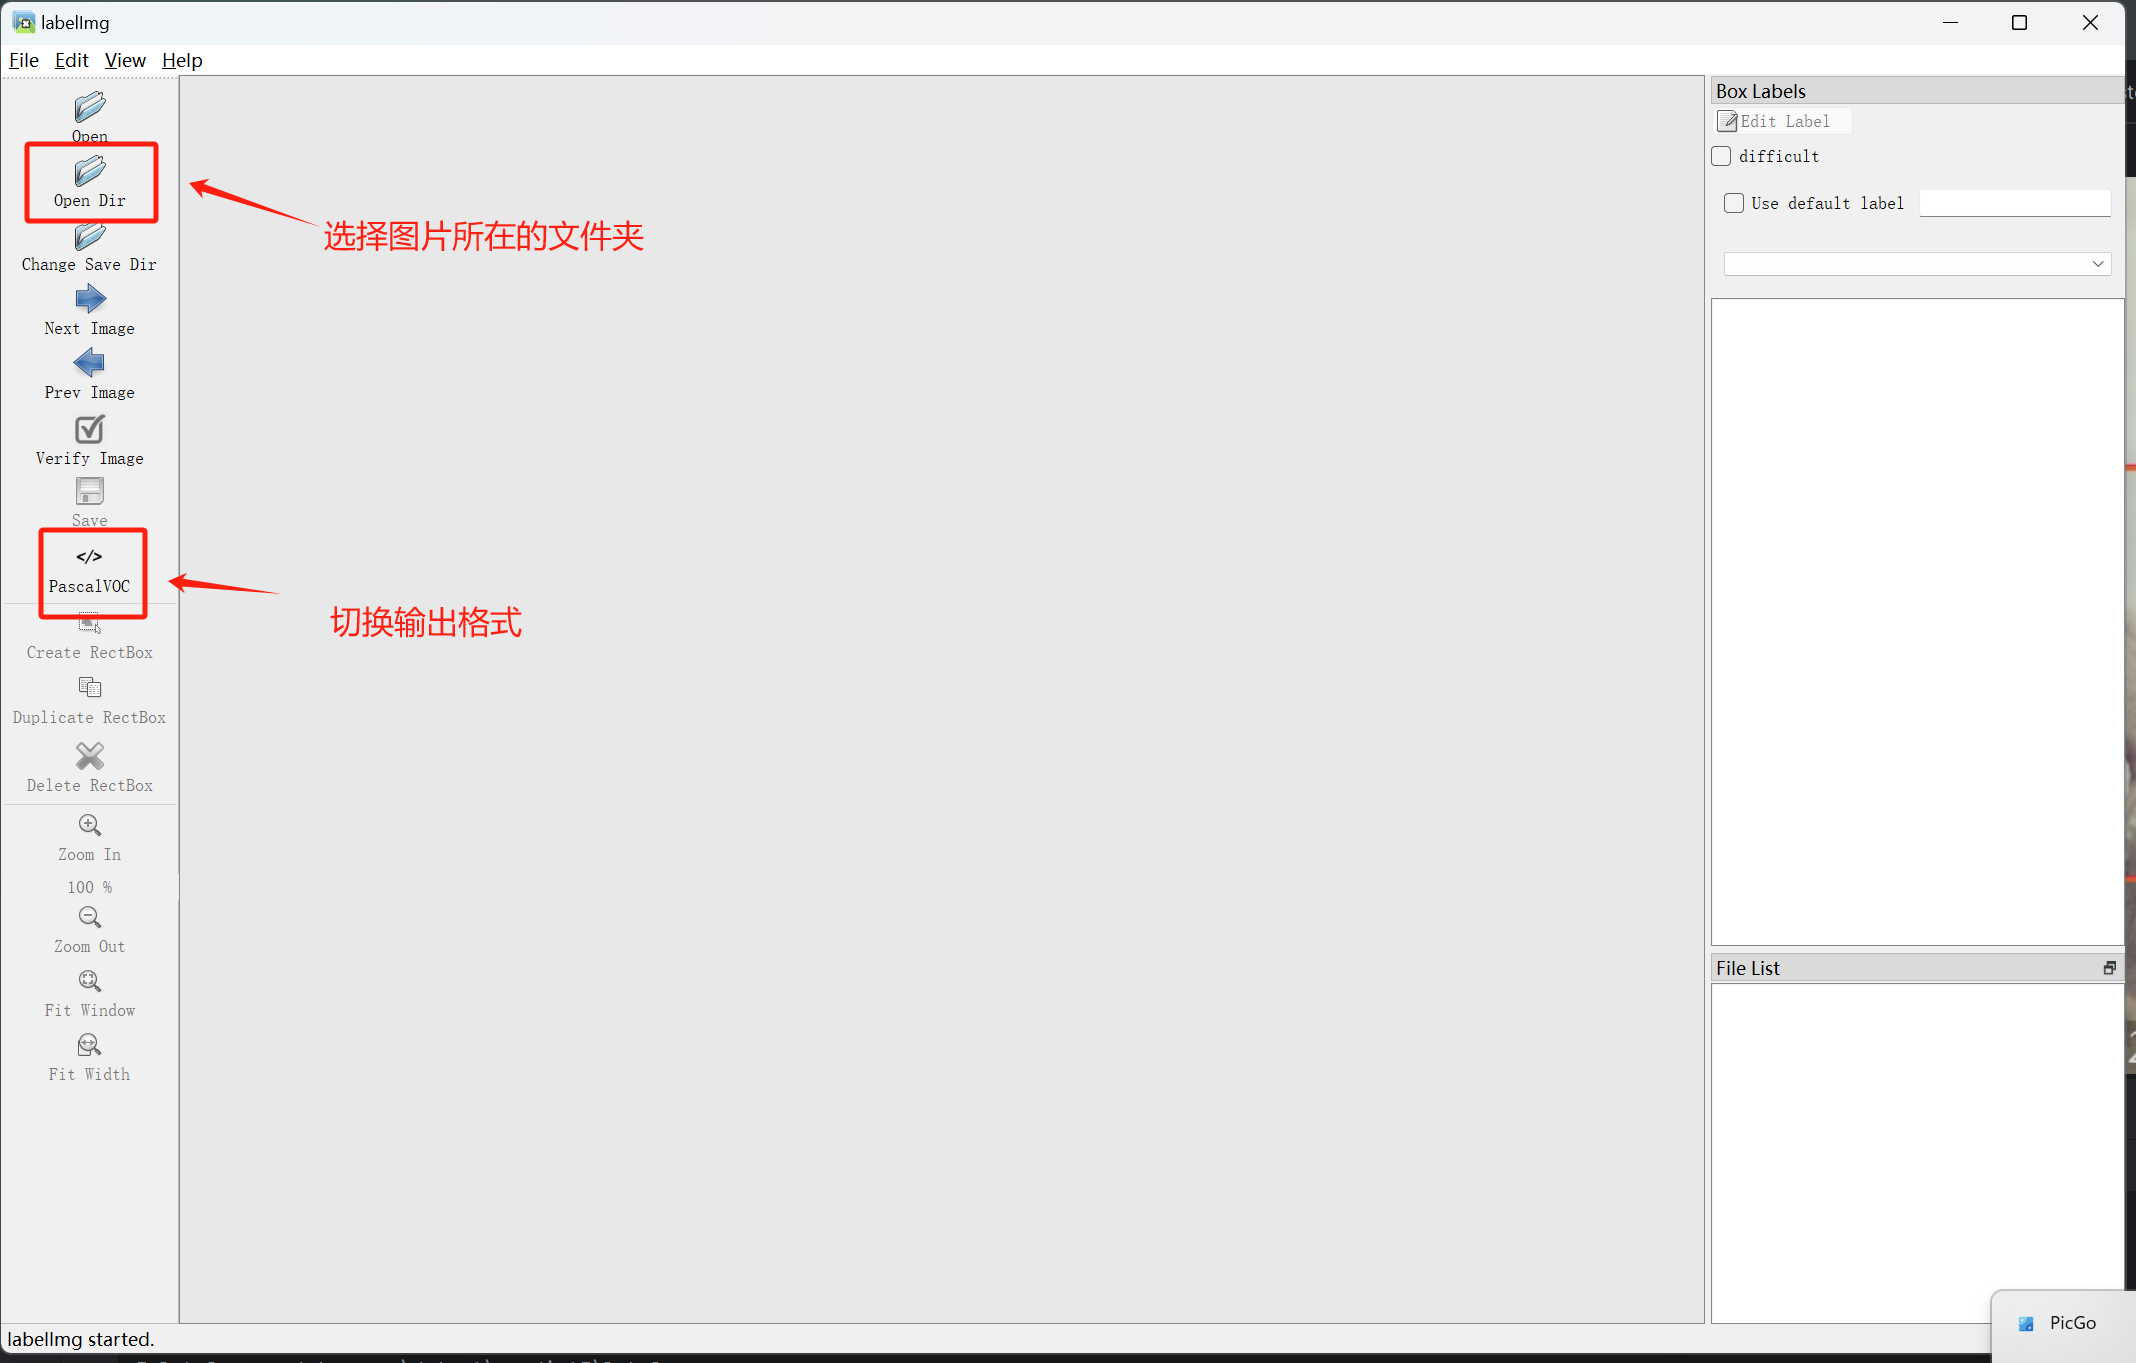 labelImg
File Edit View Help
Open
Open Dir
Change Save Dir
Next Image
Prev Image
Verify Image
Save
</>
PascalVOC
Create RectBox
Duplicate RectBox
Delete RectBox
Zoom In
100 %
Zoom Out
Fit Window
Fit Width
选择图片所在的文件夹
切换输出格式
Box Labels
Edit Label
difficult
Use default label
File List
labelImg started.
PicGo